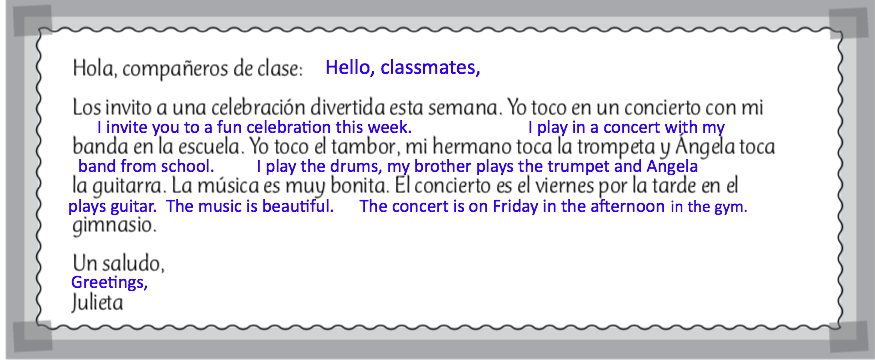 Hola, compañeros de clase: Hello, classmates,
Los invito a una celebración divertida esta semana. Yo toco en un concierto con mi
I invite you to a fun celebration this week. I play in a concert with my
banda en la escuela. Yo toco el tambor, mi hermano toca la trompeta y Ángela toca
band from school. I play the drums, my brother plays the trumpet and Angela
la guitarra. La música es muy bonita. El concierto es el viernes por la tarde en el
plays guitar. The music is beautiful. The concert is on Friday in the afternoon in the gym.
gimnasio.
Un saludo,
Greetings,
Julieta